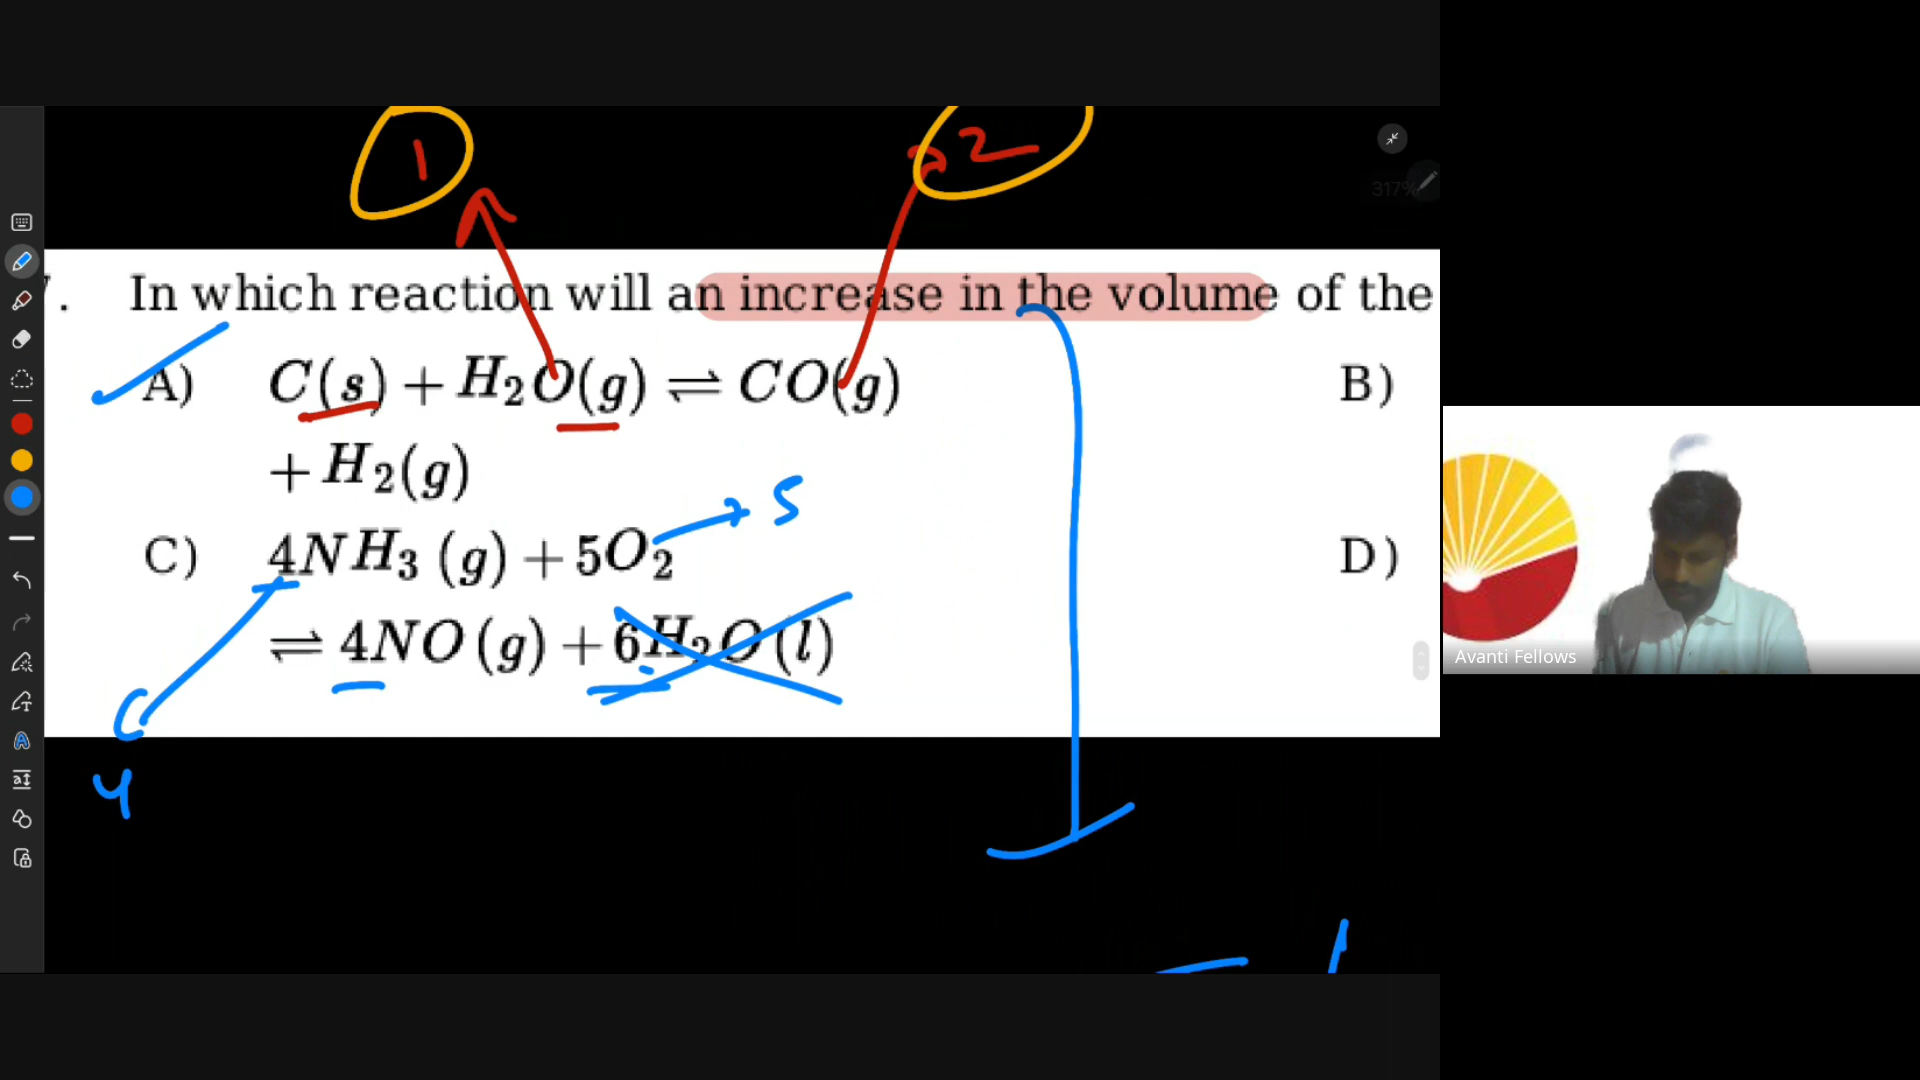 1 2
317%
. In which reaction will an increase in the volume of the
A) C(s) + H₂O(g) ⇌ CO(g) B)
+ H₂(g)
5
C) 4NH₃ (g) + 5O₂ D)
⇌ 4NO (g) + 6H₂O (l)
4
Avanti Fellows